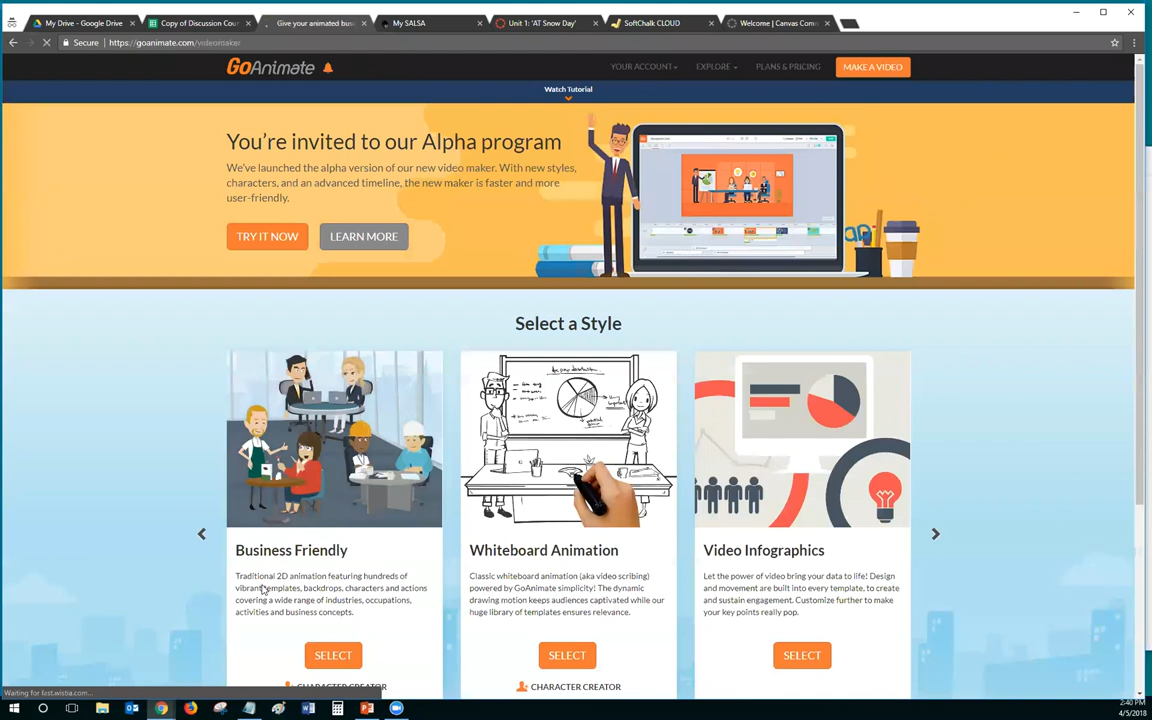 My Drive - Google Drive
Copy of Discussion Cour
Give your animated busi
My SALSA
Unit 1: 'AT Snow Day'
SoftChalk CLOUD
Welcome | Canvas Comm
Secure
https://goanimate.com/videomaker
GoAnimate
YOUR ACCOUNT
EXPLORE
PLANS & PRICING
MAKE A VIDEO
Watch Tutorial
You're invited to our Alpha program
We've launched the alpha version of our new video maker. With new styles,
characters, and an advanced timeline, the new maker is faster and more
user-friendly.
TRY IT NOW
LEARN MORE
Select a Style
Business Friendly
Traditional 2D animation featuring hundreds of
vibrant templates, backdrops, characters and actions
covering a wide range of industries, occupations,
activities and business concepts.
SELECT
CHARACTER CREATOR
Whiteboard Animation
Classic whiteboard animation (aka video scribing)
powered by GoAnimate simplicity! The dynamic
drawing motion keeps audiences captivated while our
huge library of templates ensures relevance.
SELECT
CHARACTER CREATOR
Video Infographics
Let the power of video bring your data to life! Design
and movement are built into every template, to create
and sustain engagement. Customize further to make
your key points really pop.
SELECT
Waiting for fast.wistia.com...
2:40 PM
4/5/2018